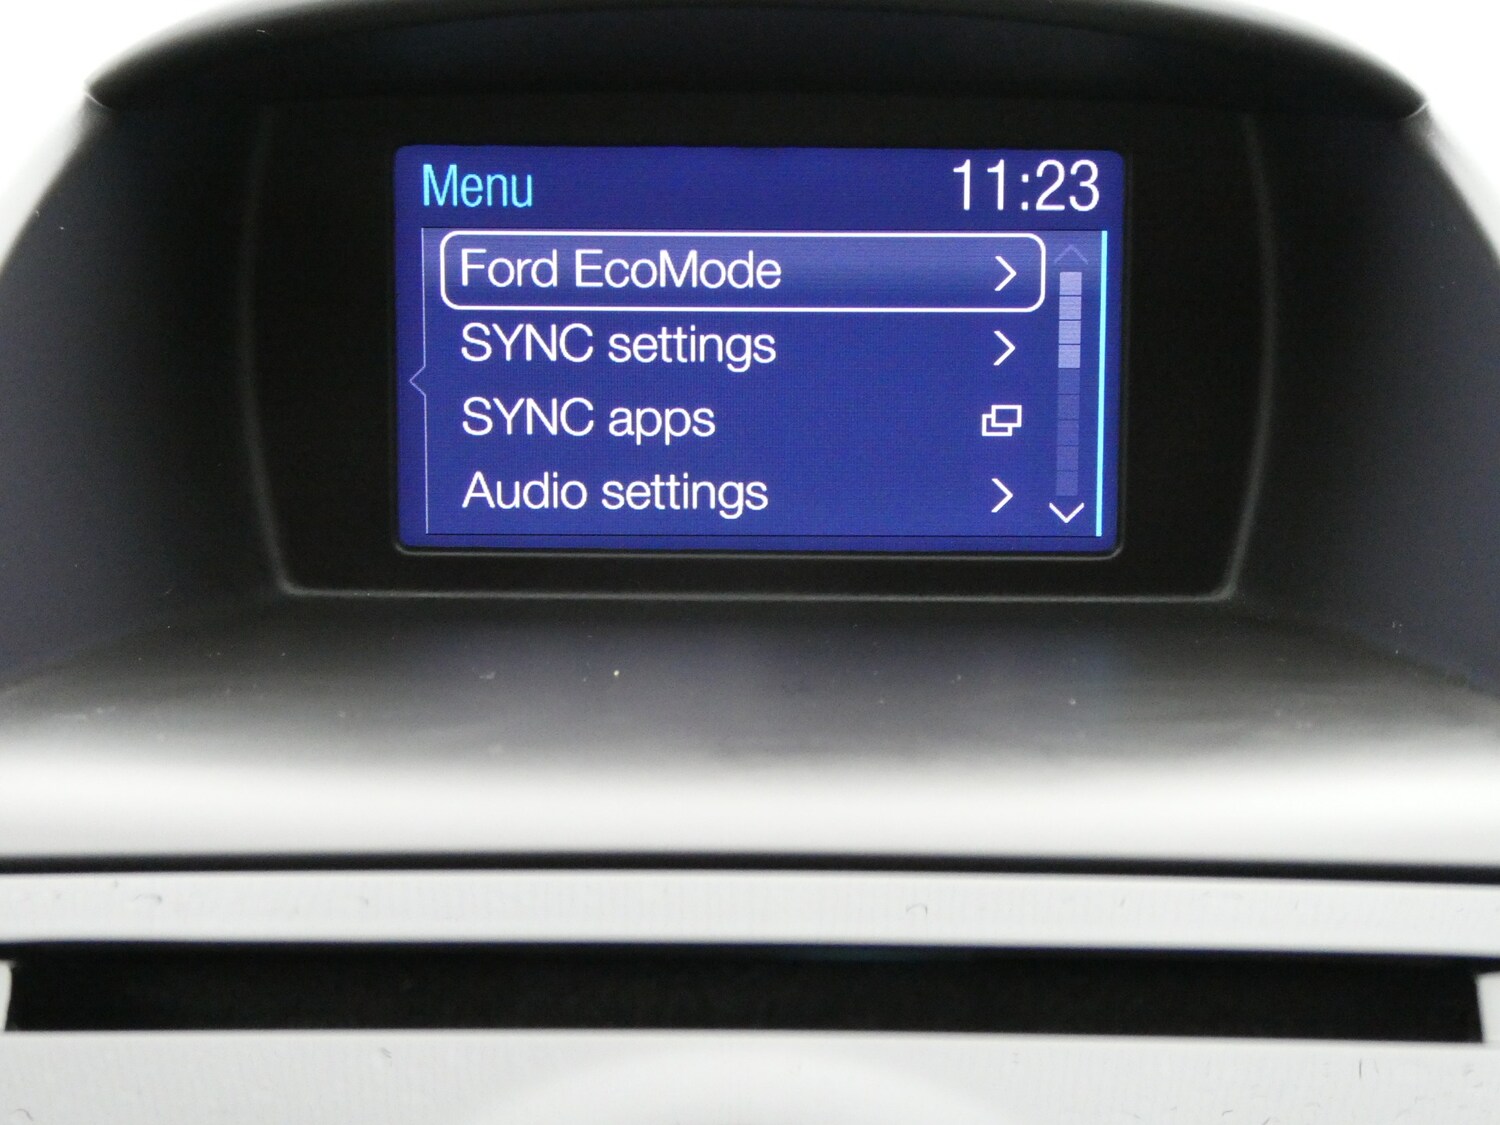 Menu 11:23
Ford EcoMode
SYNC settings
SYNC apps
Audio settings